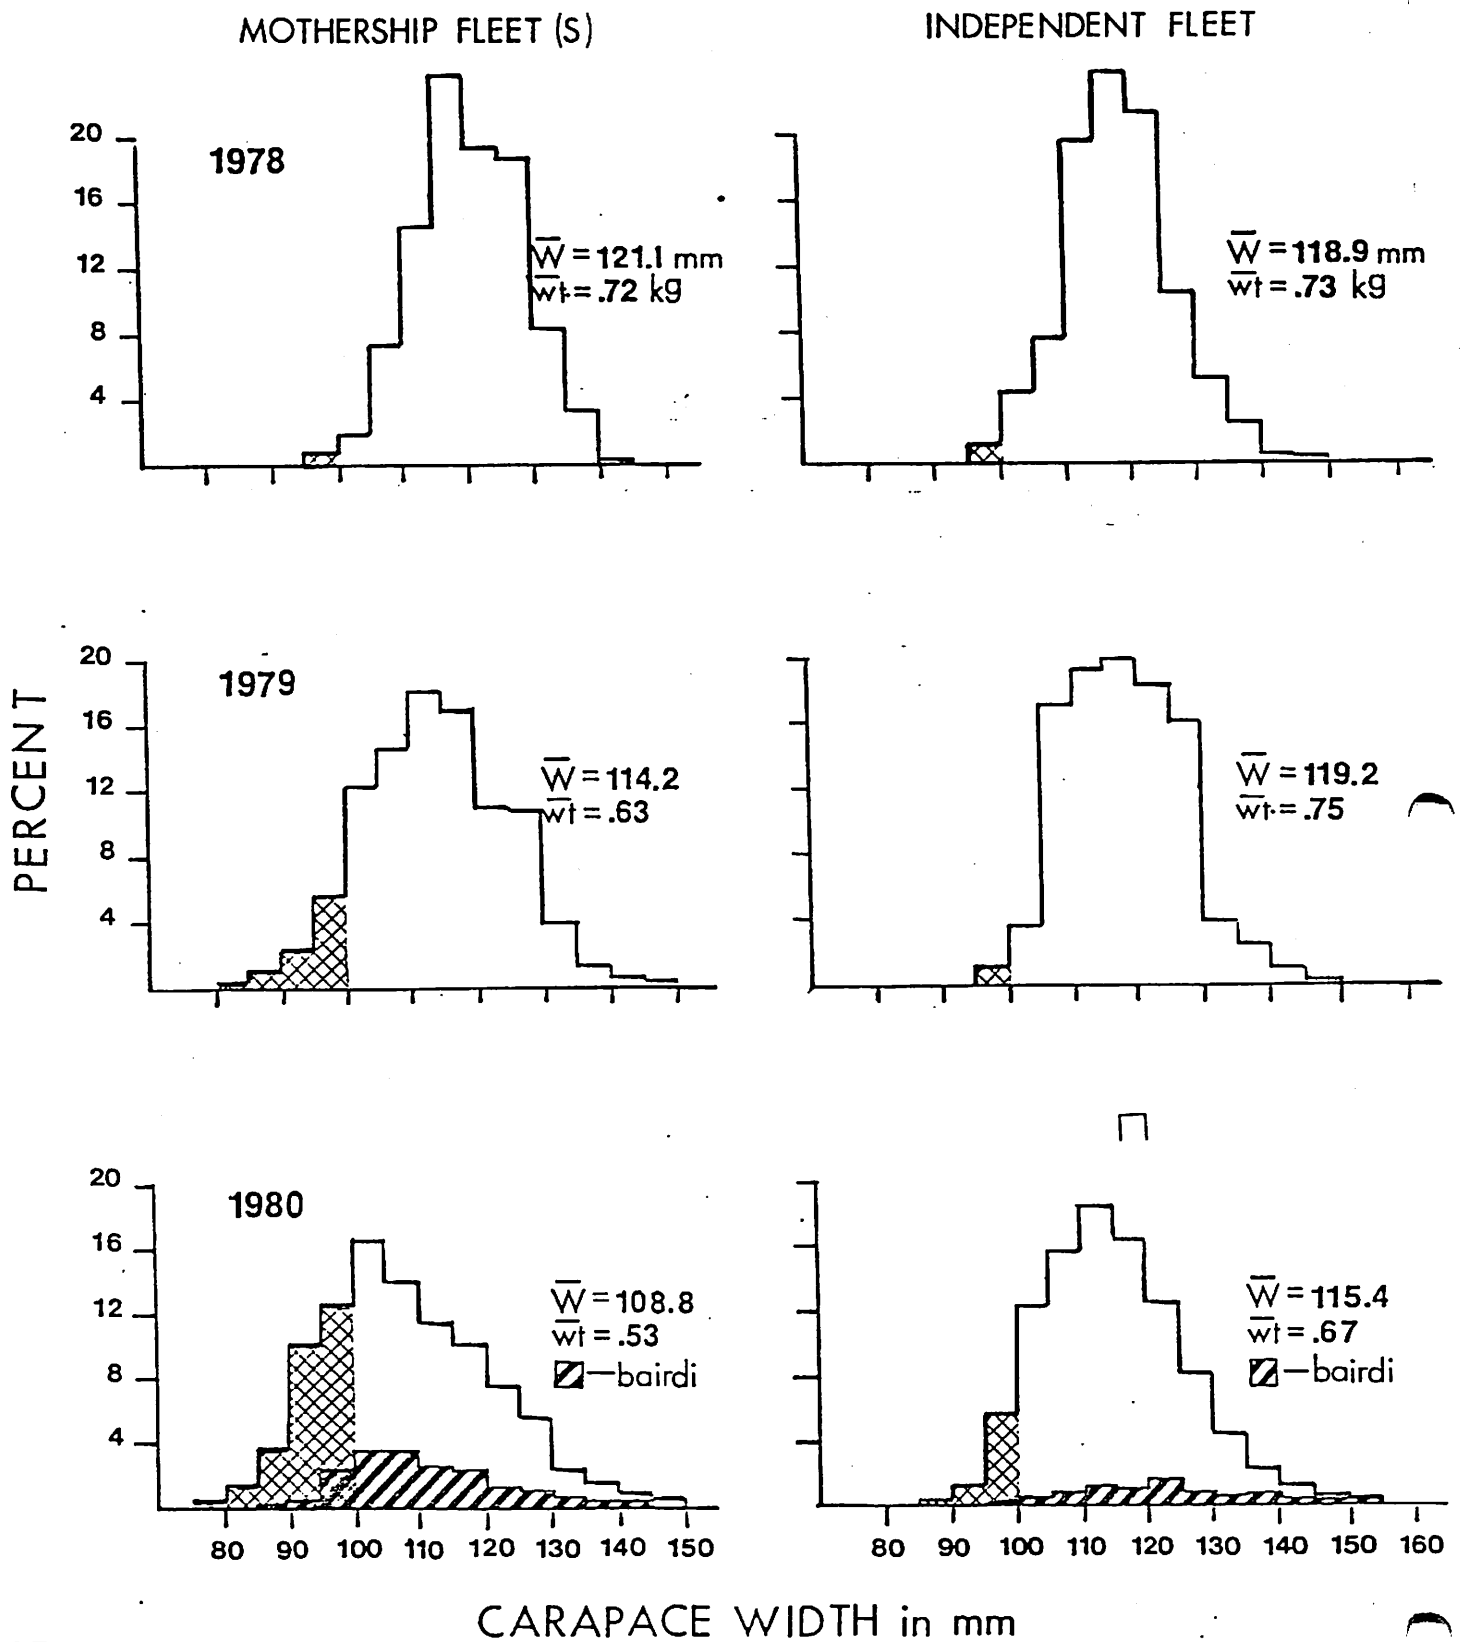 MOTHERSHIP FLEET (S)
INDEPENDENT FLEET
20
16
12
8
4
1978
W̅ = 121.1 mm
w̅t̅ = .72 kg
W̅ = 118.9 mm
w̅t̅ = .73 kg
PERCENT
20
16
12
8
4
1979
W̅ = 114.2
w̅t̅ = .63
W̅ = 119.2
w̅t̅ = .75
20
16
12
8
4
1980
W̅ = 108.8
w̅t̅ = .53
—bairdi
W̅ = 115.4
w̅t̅ = .67
—bairdi
80 90 100 110 120 130 140 150
80 90 100 110 120 130 140 150 160
CARAPACE WIDTH in mm